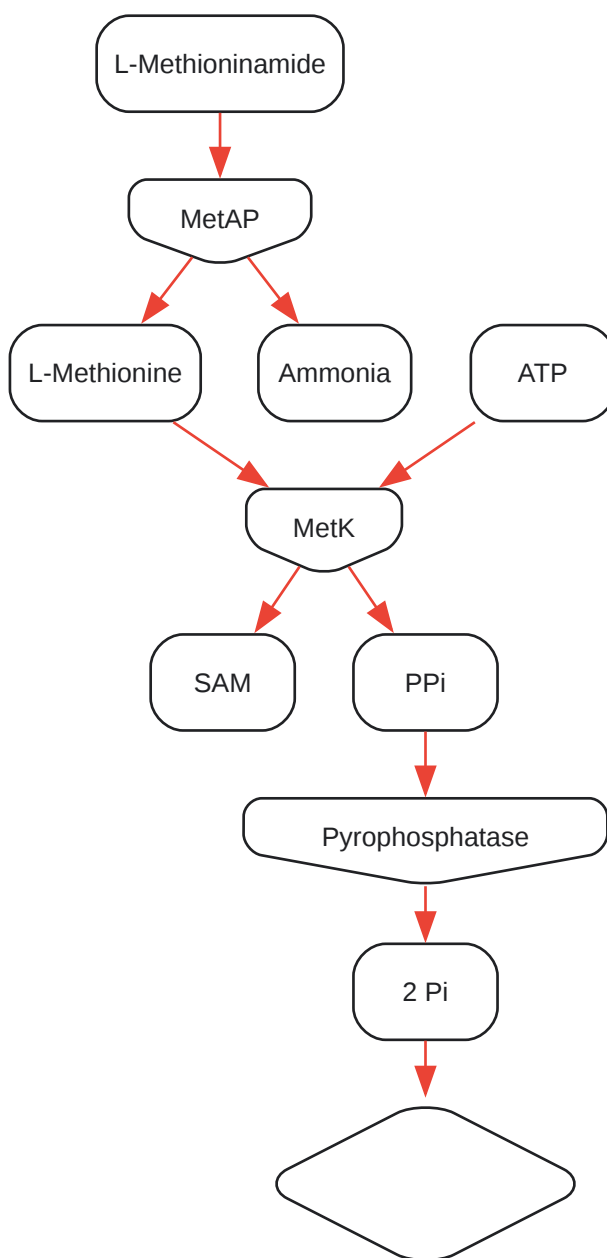 L-Methioninamide
MetAP
L-Methionine
Ammonia
ATP
MetK
SAM
PPi
Pyrophosphatase
2 Pi